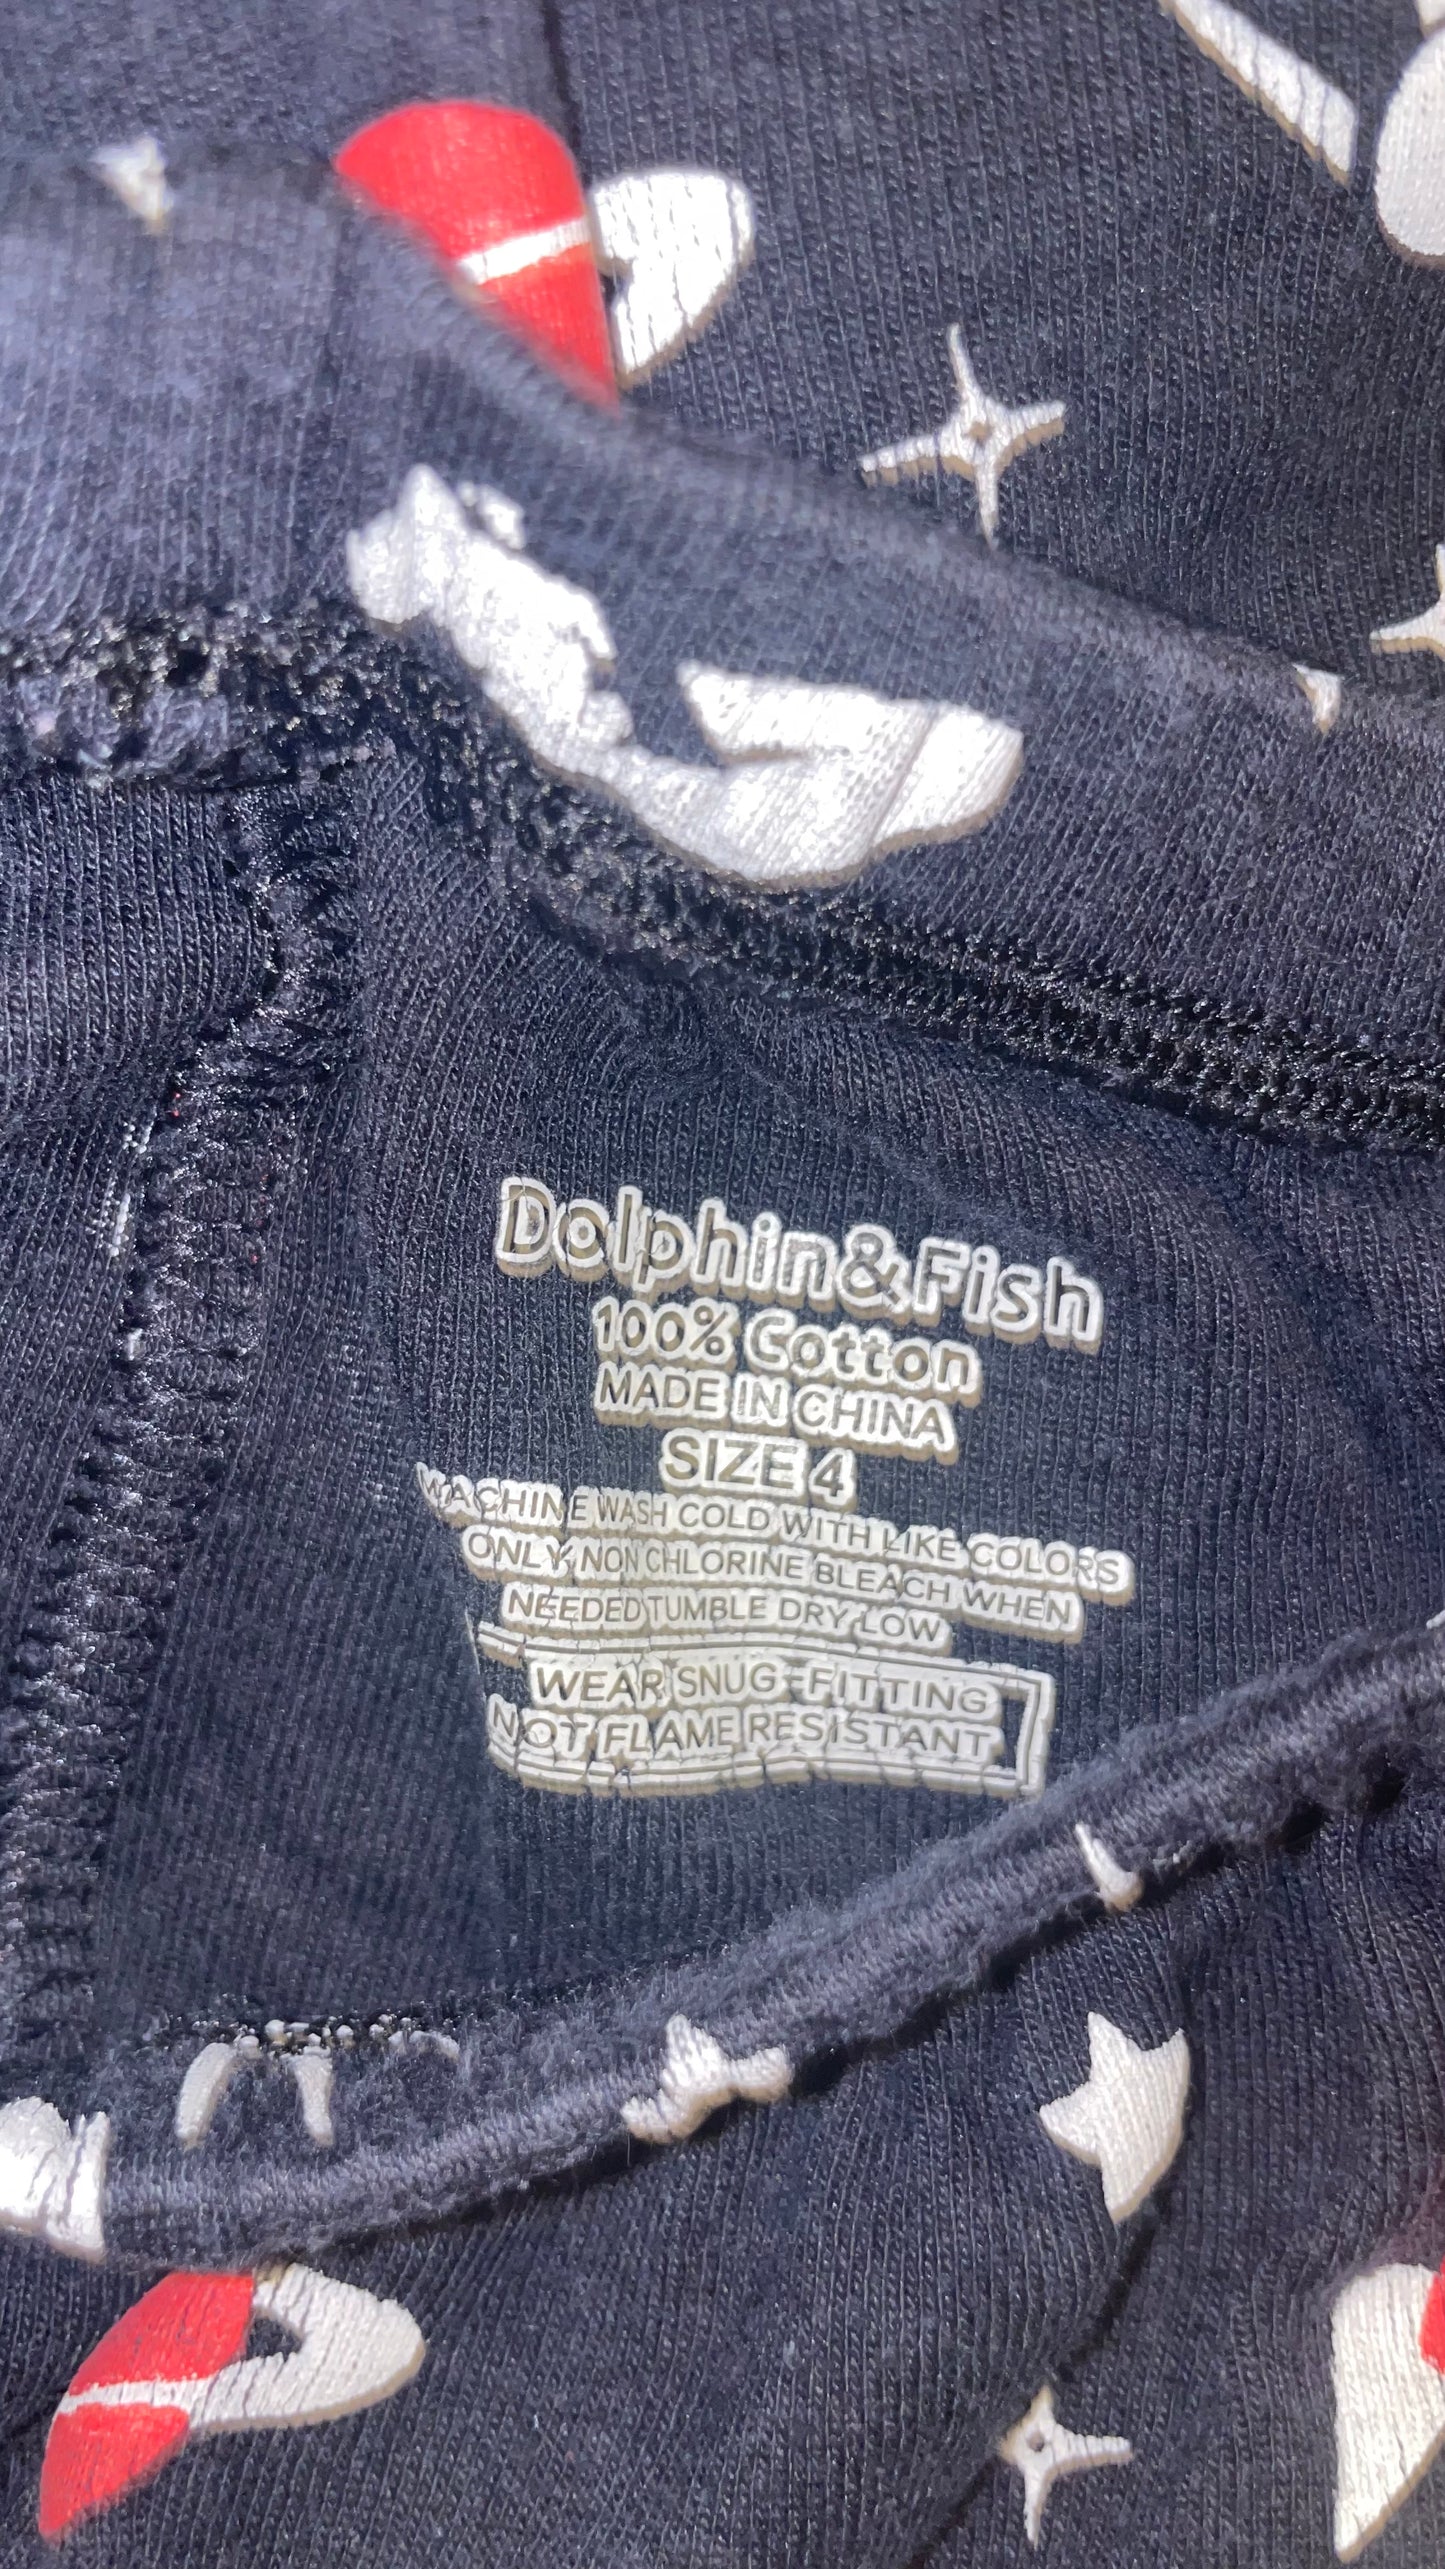 Dolphin&Fish
100% Cotton
MADE IN CHINA
SIZE 4
MACHINE WASH COLD WITH LIKE COLORS
ONLY NON CHLORINE BLEACH WHEN
NEEDED TUMBLE DRY LOW
WEAR SNUG-FITTING
NOT FLAME RESISTANT